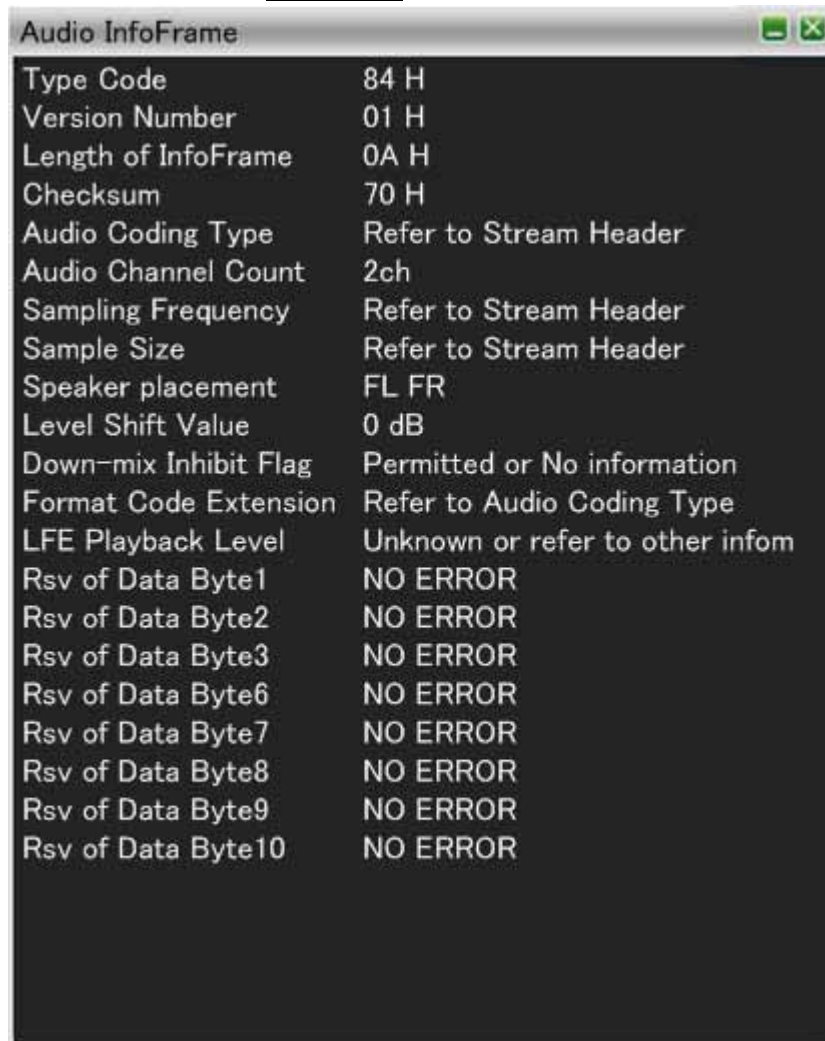 Audio InfoFrame
Type Code 84 H
Version Number 01 H
Length of InfoFrame 0A H
Checksum 70 H
Audio Coding Type Refer to Stream Header
Audio Channel Count 2ch
Sampling Frequency Refer to Stream Header
Sample Size Refer to Stream Header
Speaker placement FL FR
Level Shift Value 0 dB
Down-mix Inhibit Flag Permitted or No information
Format Code Extension Refer to Audio Coding Type
LFE Playback Level Unknown or refer to other infom
Rsv of Data Byte1 NO ERROR
Rsv of Data Byte2 NO ERROR
Rsv of Data Byte3 NO ERROR
Rsv of Data Byte6 NO ERROR
Rsv of Data Byte7 NO ERROR
Rsv of Data Byte8 NO ERROR
Rsv of Data Byte9 NO ERROR
Rsv of Data Byte10 NO ERROR